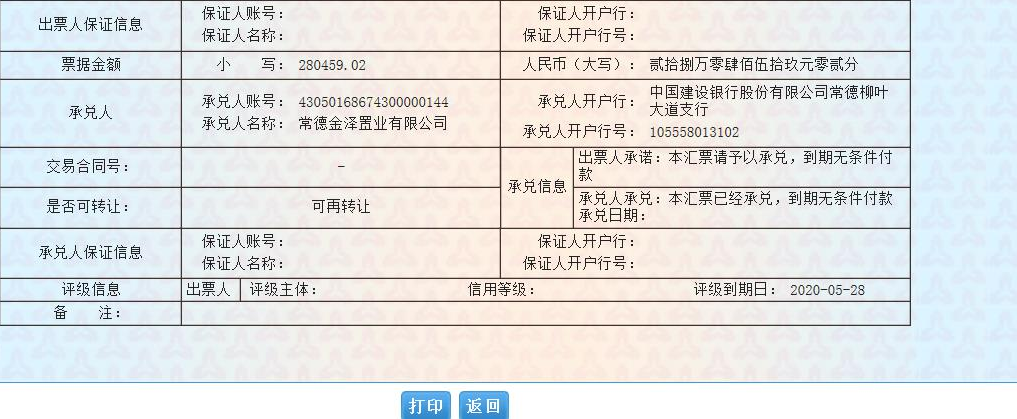 出票人保证信息
保证人账号：
保证人名称：
保证人开户行：
保证人开户行号：
票据金额
小 写： 280459.02
人民币（大写）： 贰拾捌万零肆佰伍拾玖元零贰分
承兑人
承兑人账号： 43050168674300000144
承兑人名称： 常德金泽置业有限公司
承兑人开户行： 中国建设银行股份有限公司常德柳叶
大道支行
承兑人开户行号： 105558013102
交易合同号：
-
是否可转让：
可再转让
承兑信息
出票人承诺：本汇票请予以承兑，到期无条件付
款
承兑人承兑：本汇票已经承兑，到期无条件付款
承兑日期：
承兑人保证信息
保证人账号：
保证人名称：
保证人开户行：
保证人开户行号：
评级信息
出票人
评级主体：
信用等级：
评级到期日： 2020-05-28
备 注：
打印
返回